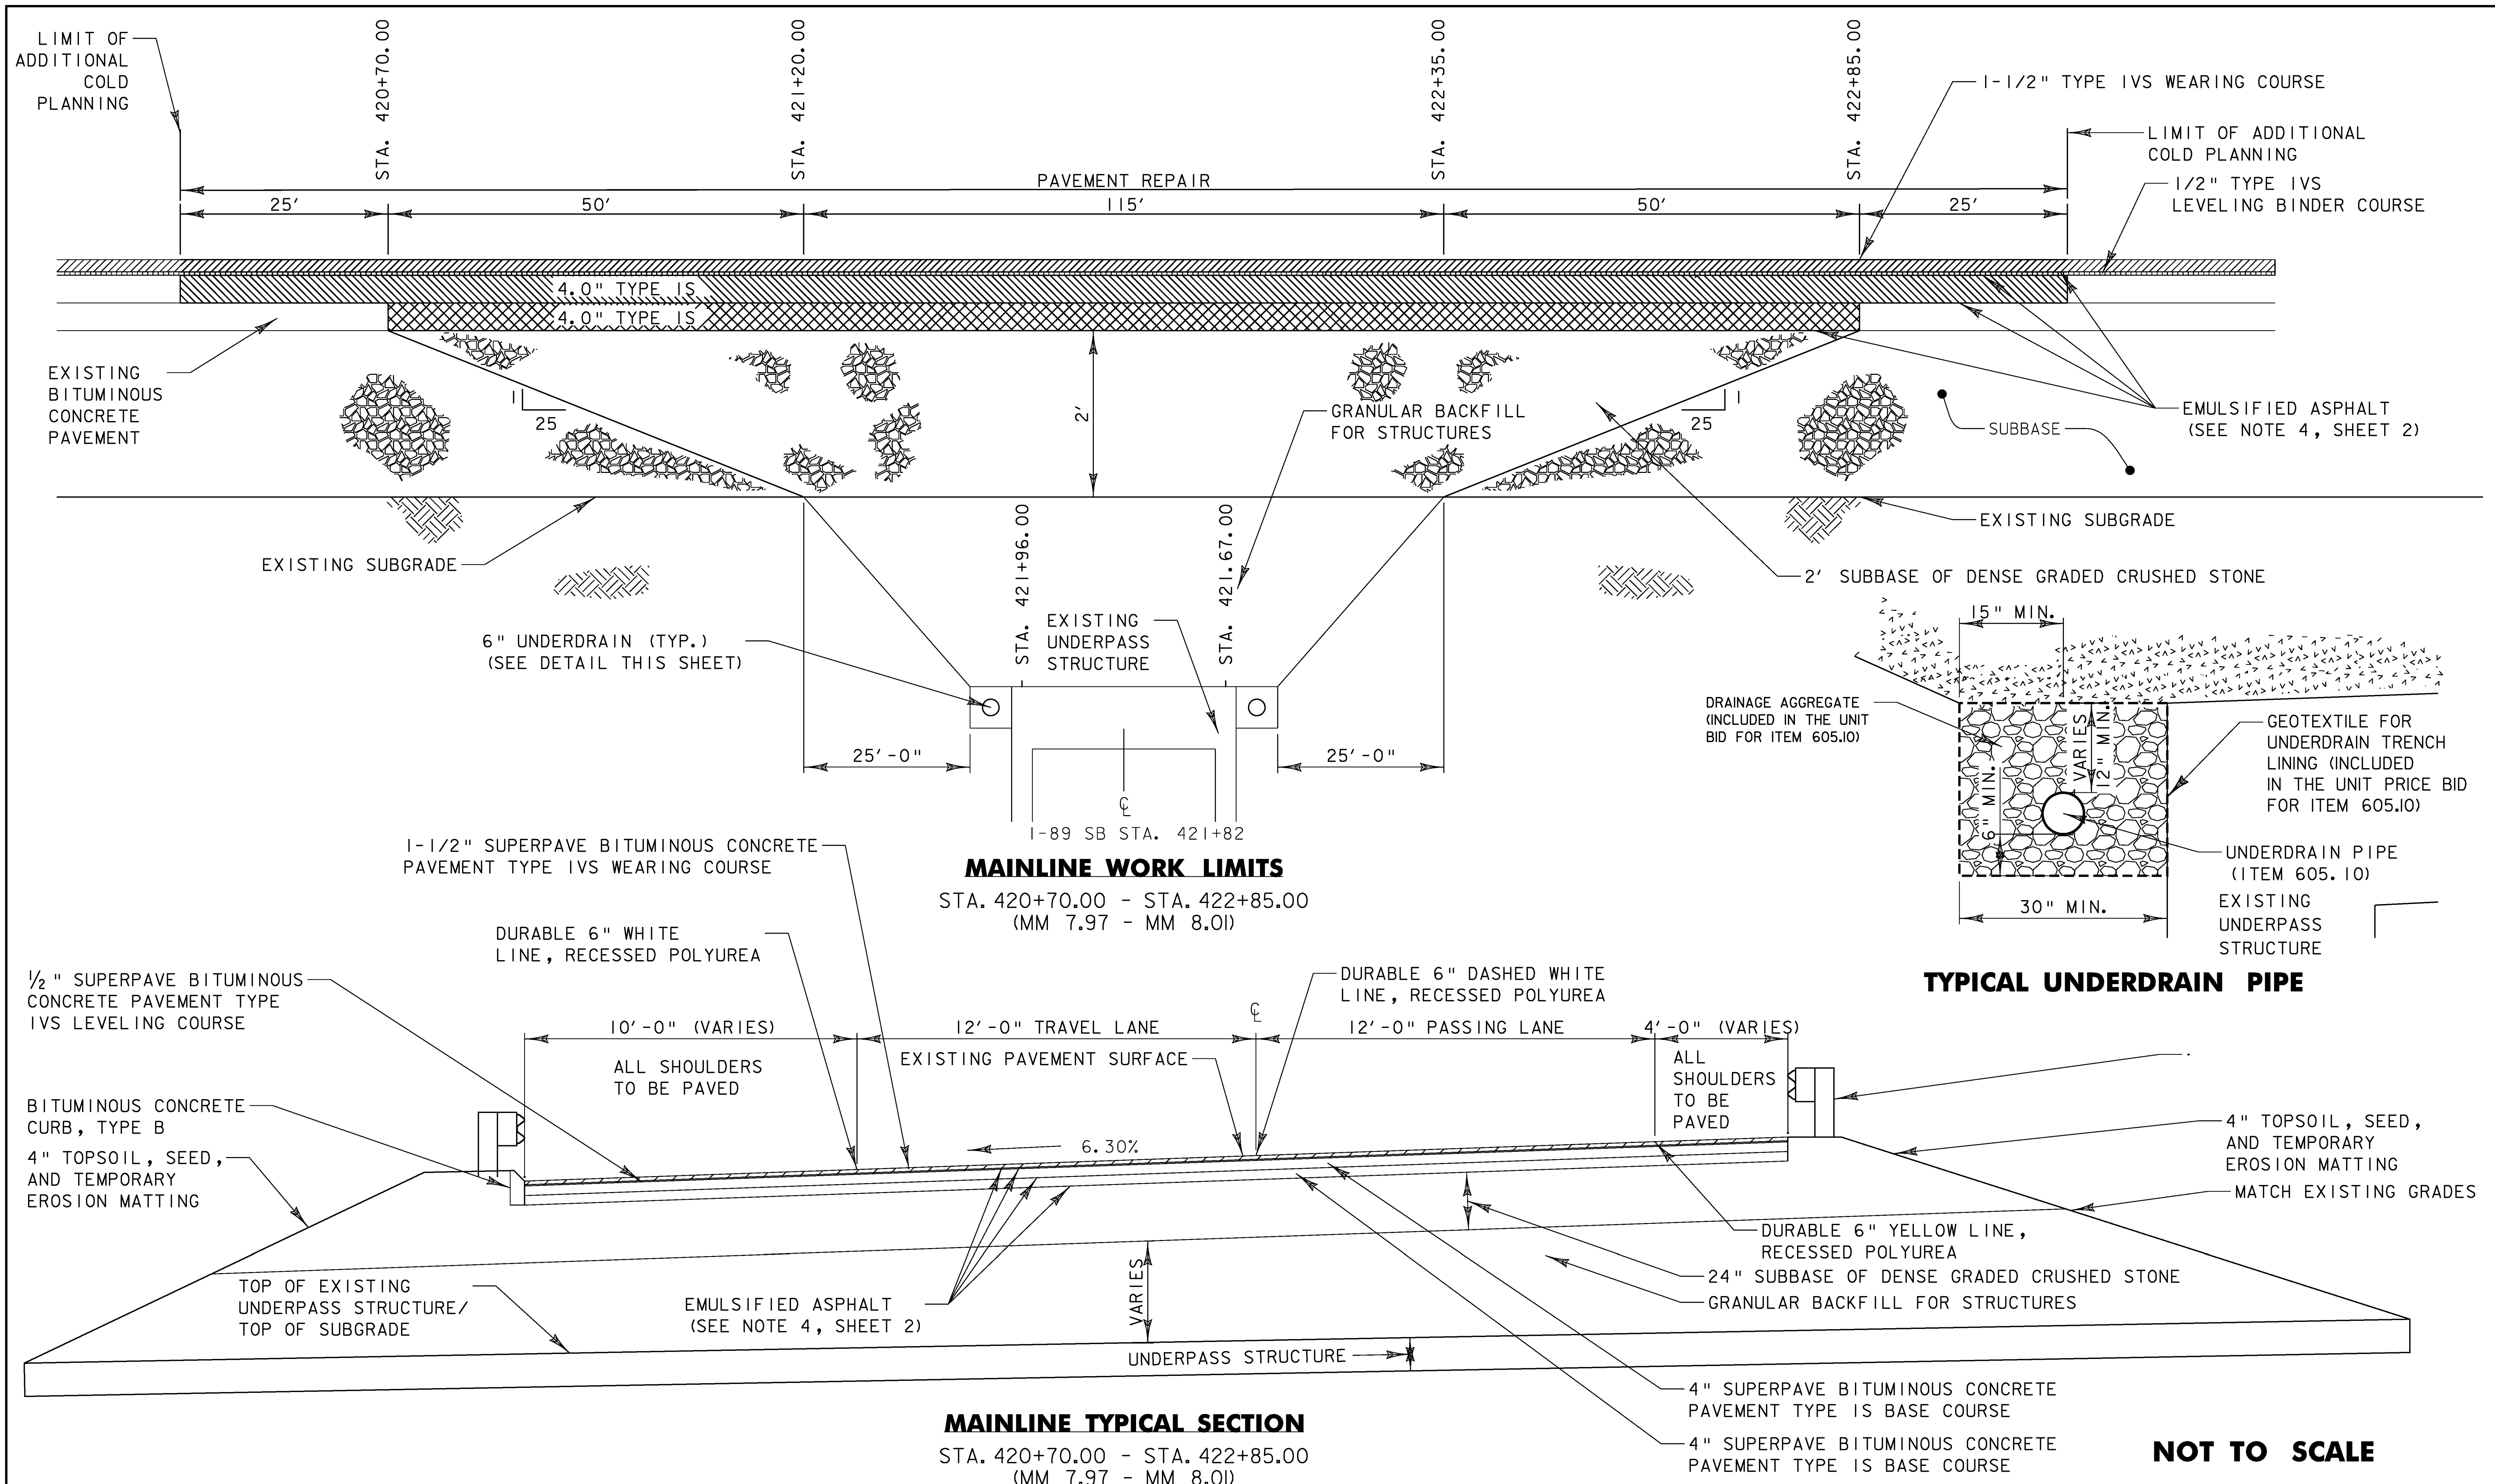 LIMIT OF
ADDITIONAL
COLD
PLANNING
STA. 420+70.00
STA. 421+20.00
STA. 422+35.00
STA. 422+85.00
1-1/2" TYPE IVS WEARING COURSE
LIMIT OF ADDITIONAL
COLD PLANNING
1/2" TYPE IVS
LEVELING BINDER COURSE
PAVEMENT REPAIR
25'
50'
115'
50'
25'
4.0" TYPE IS
4.0" TYPE IS
EXISTING
BITUMINOUS
CONCRETE
PAVEMENT
1
25
2'
GRANULAR BACKFILL
FOR STRUCTURES
1
25
SUBBASE
EMULSIFIED ASPHALT
(SEE NOTE 4, SHEET 2)
EXISTING SUBGRADE
EXISTING SUBGRADE
2' SUBBASE OF DENSE GRADED CRUSHED STONE
6" UNDERDRAIN (TYP.)
(SEE DETAIL THIS SHEET)
STA. 421+96.00
EXISTING
UNDERPASS
STRUCTURE
STA. 421.67.00
25'-0"
25'-0"
℄
I-89 SB STA. 421+82
MAINLINE WORK LIMITS
STA. 420+70.00 - STA. 422+85.00
(MM 7.97 - MM 8.01)
15" MIN.
DRAINAGE AGGREGATE
(INCLUDED IN THE UNIT
BID FOR ITEM 605.10)
VARIES
12" MIN.
6" MIN.
30" MIN.
GEOTEXTILE FOR
UNDERDRAIN TRENCH
LINING (INCLUDED
IN THE UNIT PRICE BID
FOR ITEM 605.10)
UNDERDRAIN PIPE
(ITEM 605.10)
EXISTING
UNDERPASS
STRUCTURE
TYPICAL UNDERDRAIN PIPE
1-1/2" SUPERPAVE BITUMINOUS CONCRETE
PAVEMENT TYPE IVS WEARING COURSE
DURABLE 6" WHITE
LINE, RECESSED POLYUREA
½" SUPERPAVE BITUMINOUS
CONCRETE PAVEMENT TYPE
IVS LEVELING COURSE
DURABLE 6" DASHED WHITE
LINE, RECESSED POLYUREA
℄
10'-0" (VARIES)
12'-0" TRAVEL LANE
12'-0" PASSING LANE
4'-0" (VARIES)
ALL SHOULDERS
TO BE PAVED
EXISTING PAVEMENT SURFACE
ALL
SHOULDERS
TO BE
PAVED
BITUMINOUS CONCRETE
CURB, TYPE B
4" TOPSOIL, SEED,
AND TEMPORARY
EROSION MATTING
6.30%
4" TOPSOIL, SEED,
AND TEMPORARY
EROSION MATTING
MATCH EXISTING GRADES
DURABLE 6" YELLOW LINE,
RECESSED POLYUREA
24" SUBBASE OF DENSE GRADED CRUSHED STONE
GRANULAR BACKFILL FOR STRUCTURES
TOP OF EXISTING
UNDERPASS STRUCTURE/
TOP OF SUBGRADE
EMULSIFIED ASPHALT
(SEE NOTE 4, SHEET 2)
VARIES
UNDERPASS STRUCTURE
4" SUPERPAVE BITUMINOUS CONCRETE
PAVEMENT TYPE IS BASE COURSE
4" SUPERPAVE BITUMINOUS CONCRETE
PAVEMENT TYPE IS BASE COURSE
MAINLINE TYPICAL SECTION
STA. 420+70.00 - STA. 422+85.00
(MM 7.97 - MM 8.01)
NOT TO SCALE